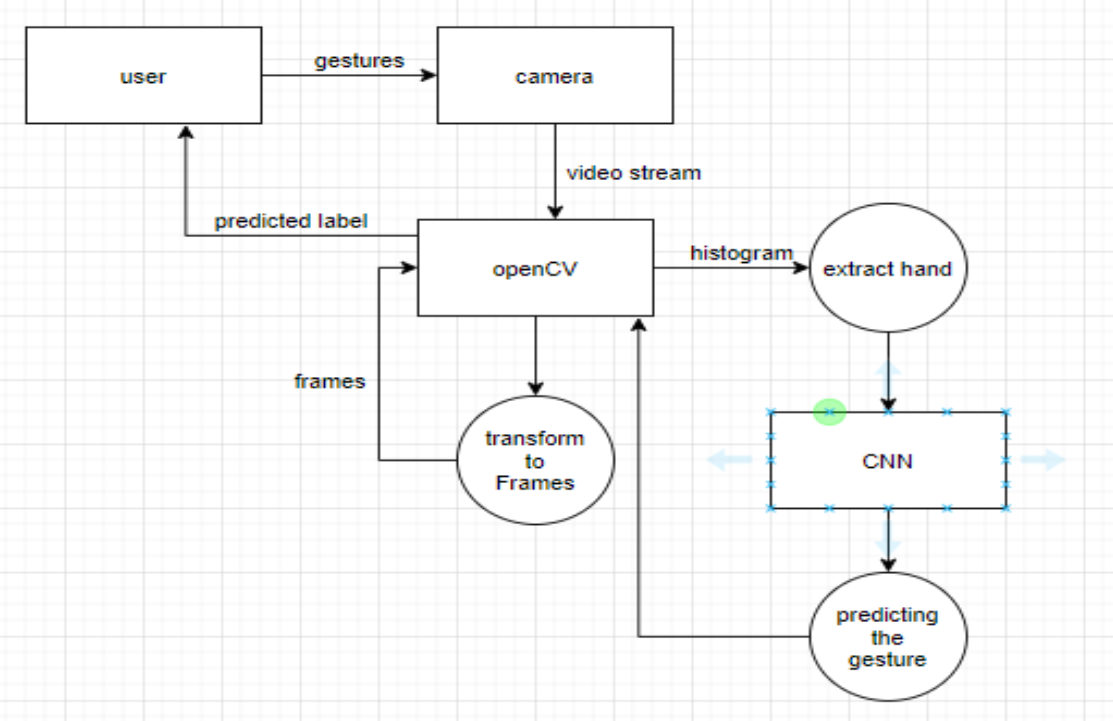 user
gestures
camera
video stream
predicted label
openCV
histogram
extract hand
frames
transform
to
Frames
CNN
predicting
the
gesture